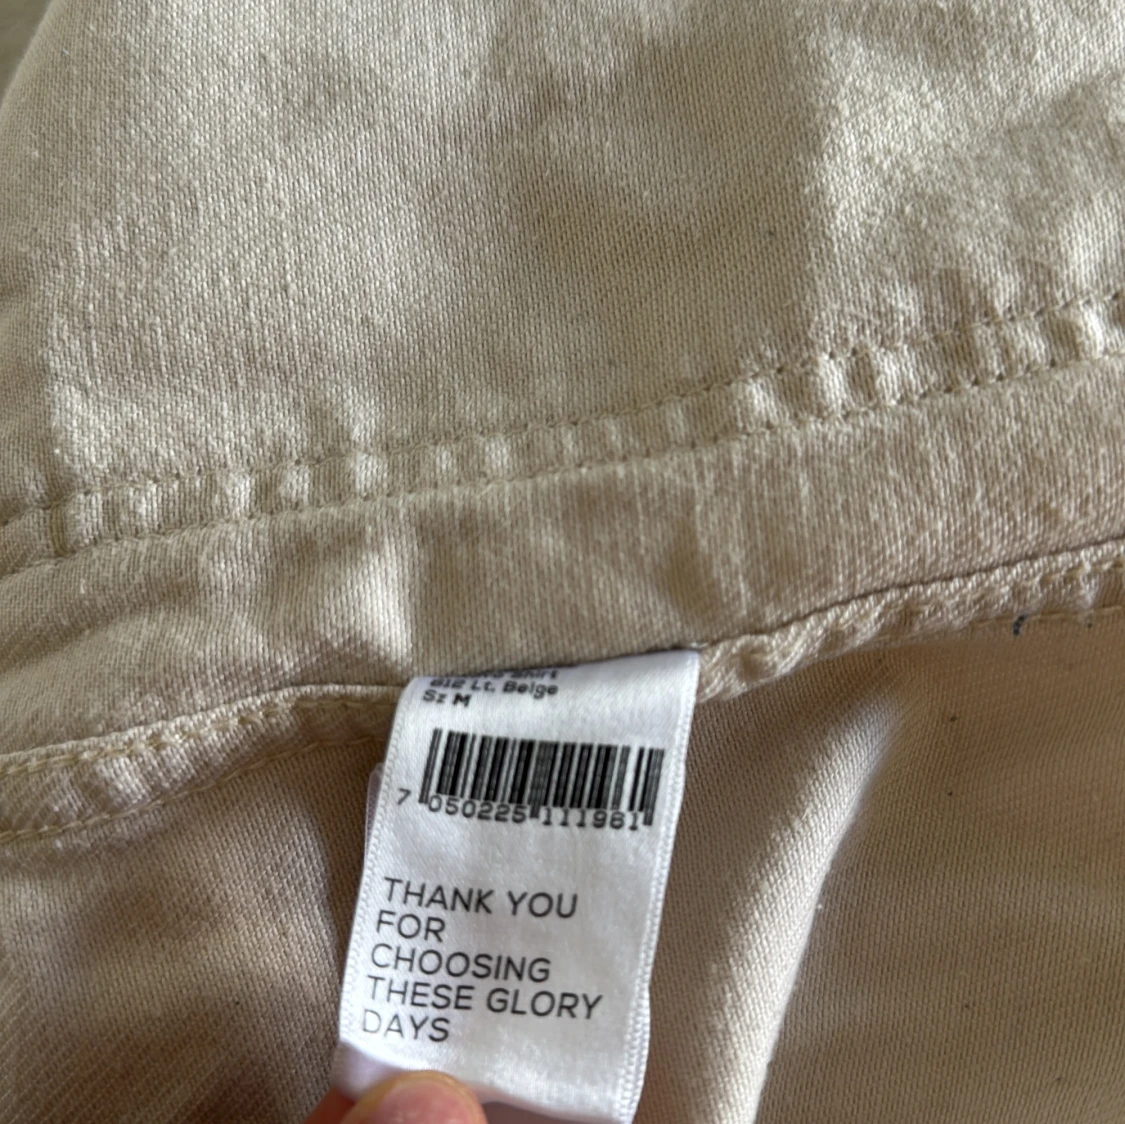 812 Lt. Beige
Sz M
7 050225 111981
THANK YOU
FOR
CHOOSING
THESE GLORY
DAYS